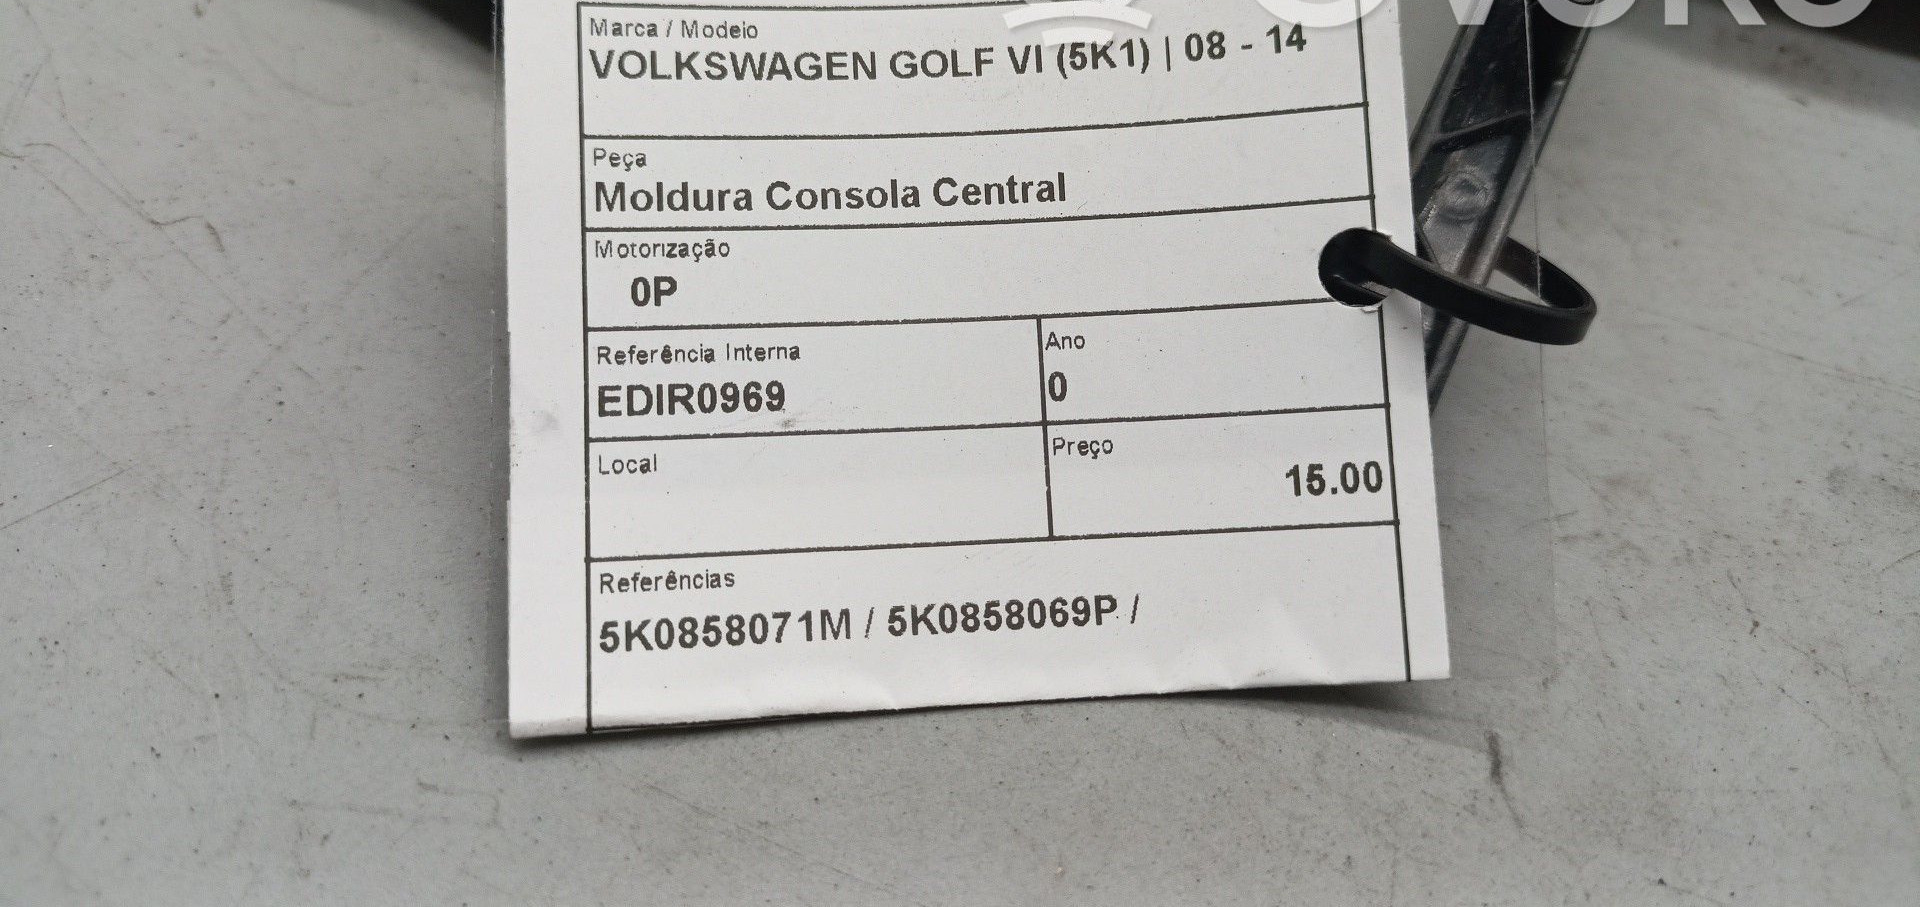 Marca / Modelo
VOLKSWAGEN GOLF VI (5K1) | 08 - 14
Peça
Moldura Consola Central
Motorização
0P
Referência Interna
Ano
EDIR0969
0
Local
Preço
15.00
Referências
5K0858071M / 5K0858069P /